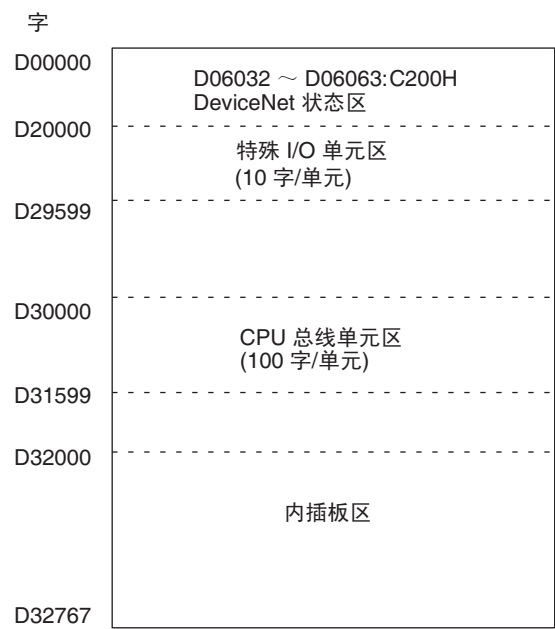 字
D00000
D06032 ～ D06063:C200H
DeviceNet 状态区
D20000
特殊 I/O 单元区
(10 字/单元)
D29599
D30000
CPU 总线单元区
(100 字/单元)
D31599
D32000
内插板区
D32767